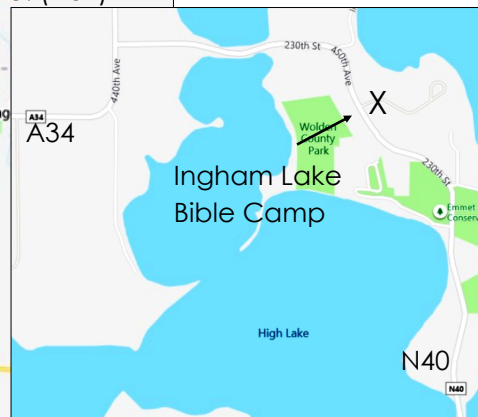 230th St
450th Ave
440th Ave
A34
A34
X
Wolden
County
Park
Ingham Lake
Bible Camp
230th St
Emmet
Conserv
High Lake
N40
N40